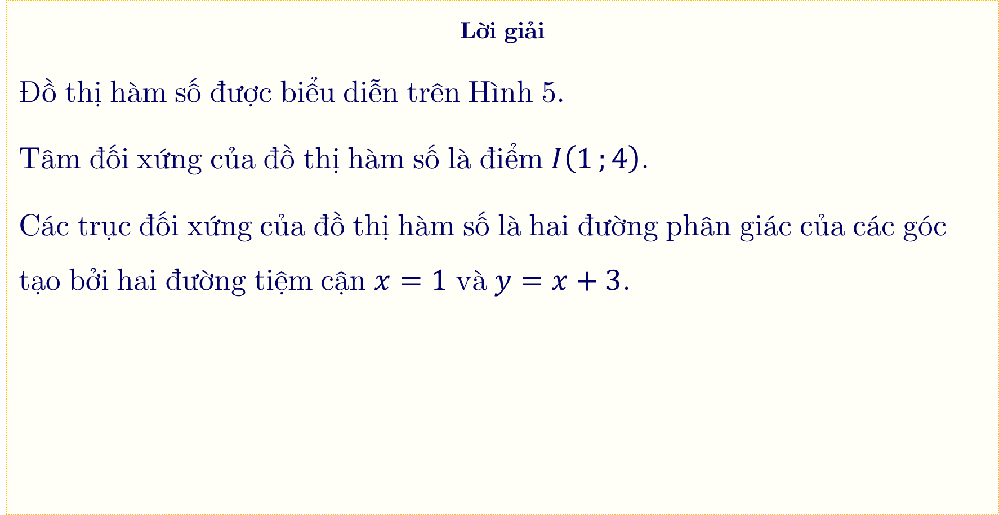 Lời giải
Đồ thị hàm số được biểu diễn trên Hình 5.
Tâm đối xứng của đồ thị hàm số là điểm I(1 ; 4).
Các trục đối xứng của đồ thị hàm số là hai đường phân giác của các góc
tạo bởi hai đường tiệm cận x = 1 và y = x + 3.